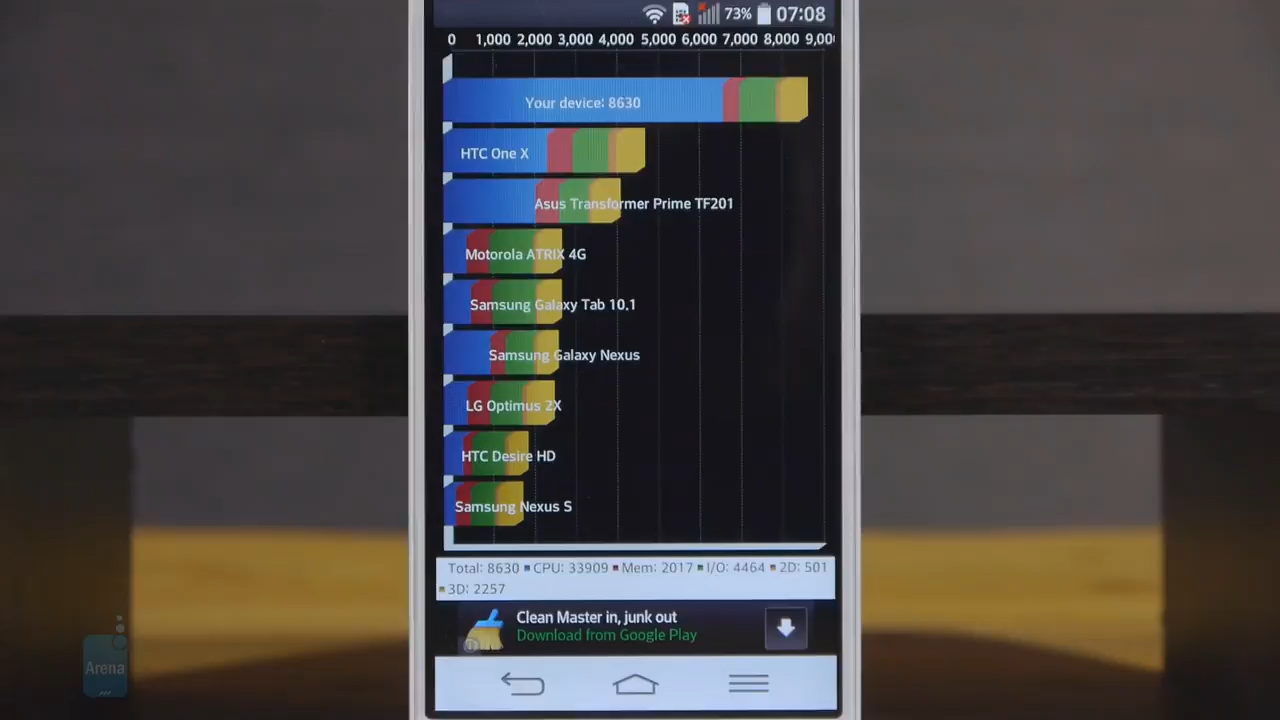 73% 07:08
0 1,000 2,000 3,000 4,000 5,000 6,000 7,000 8,000 9,00
Your device: 8630
HTC One X
Asus Transformer Prime TF201
Motorola ATRIX 4G
Samsung Galaxy Tab 10.1
Samsung Galaxy Nexus
LG Optimus 2X
HTC Desire HD
Samsung Nexus S
Total: 8630 CPU: 33909 Mem: 2017 I/O: 4464 2D: 501
3D: 2257
Clean Master in, junk out
Download from Google Play
Arena